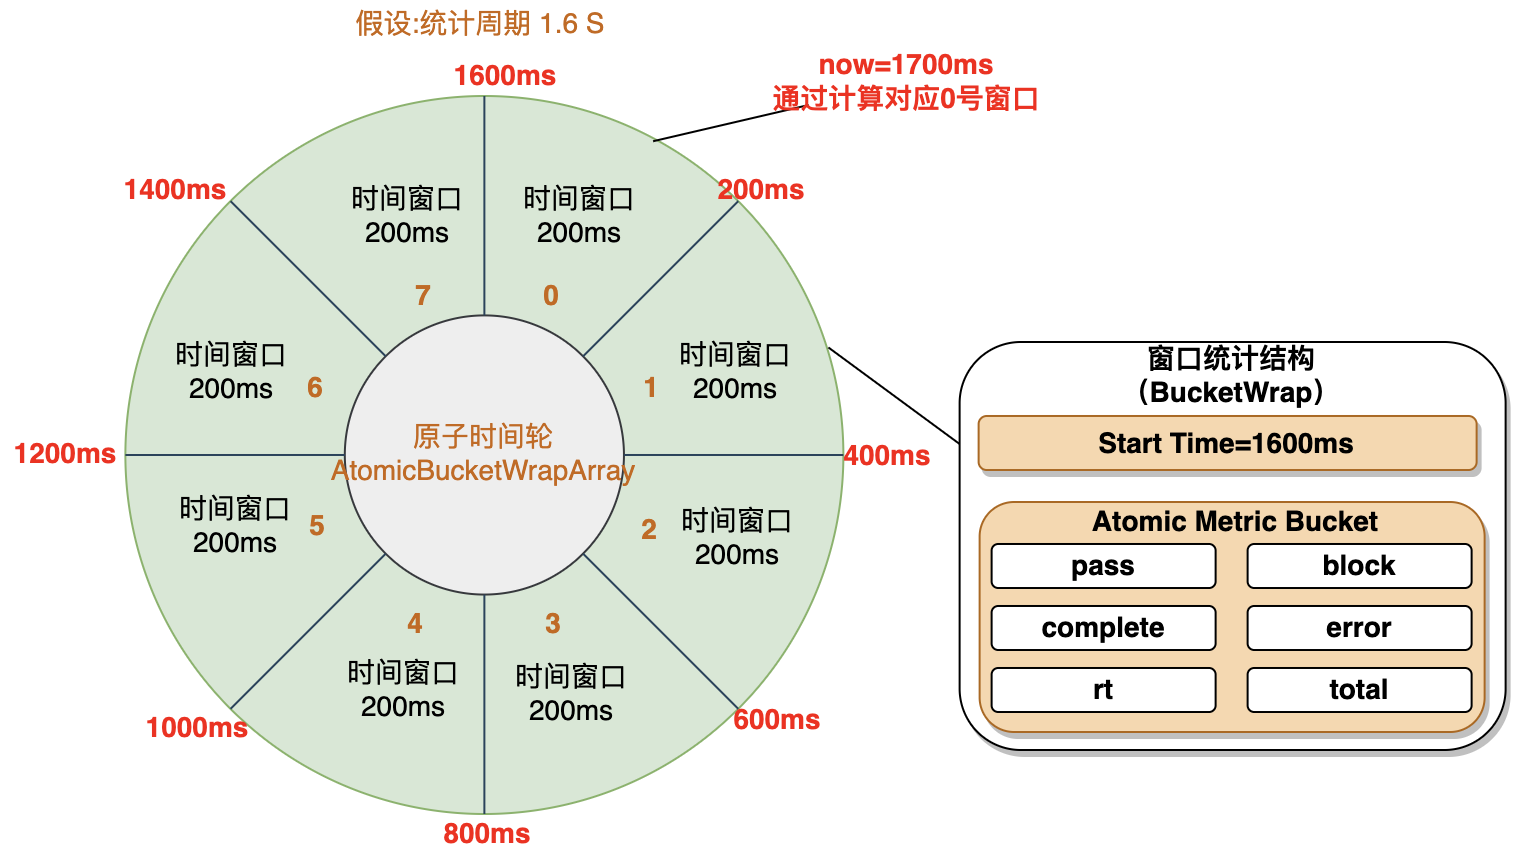 假设:统计周期 1.6 S
now=1700ms
通过计算对应0号窗口
1600ms
1400ms
200ms
时间窗口
200ms
7
时间窗口
200ms
0
时间窗口
200ms
6
时间窗口
200ms
1
1200ms
原子时间轮
AtomicBucketWrapArray
400ms
时间窗口
200ms
5
时间窗口
200ms
2
4
时间窗口
200ms
3
时间窗口
200ms
1000ms
600ms
800ms
窗口统计结构
（BucketWrap）
Start Time=1600ms
Atomic Metric Bucket
pass
block
complete
error
rt
total